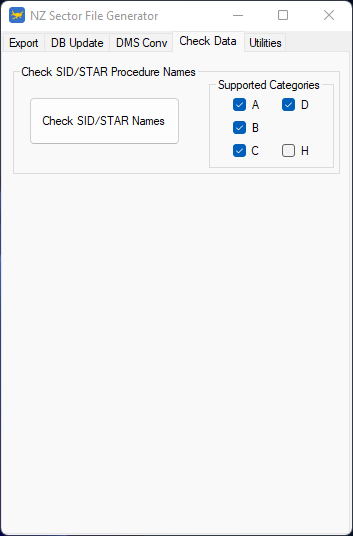 NZ Sector File Generator
Export DB Update DMS Conv Check Data Utilities
Check SID/STAR Procedure Names
Supported Categories
Check SID/STAR Names
A D
B
C H